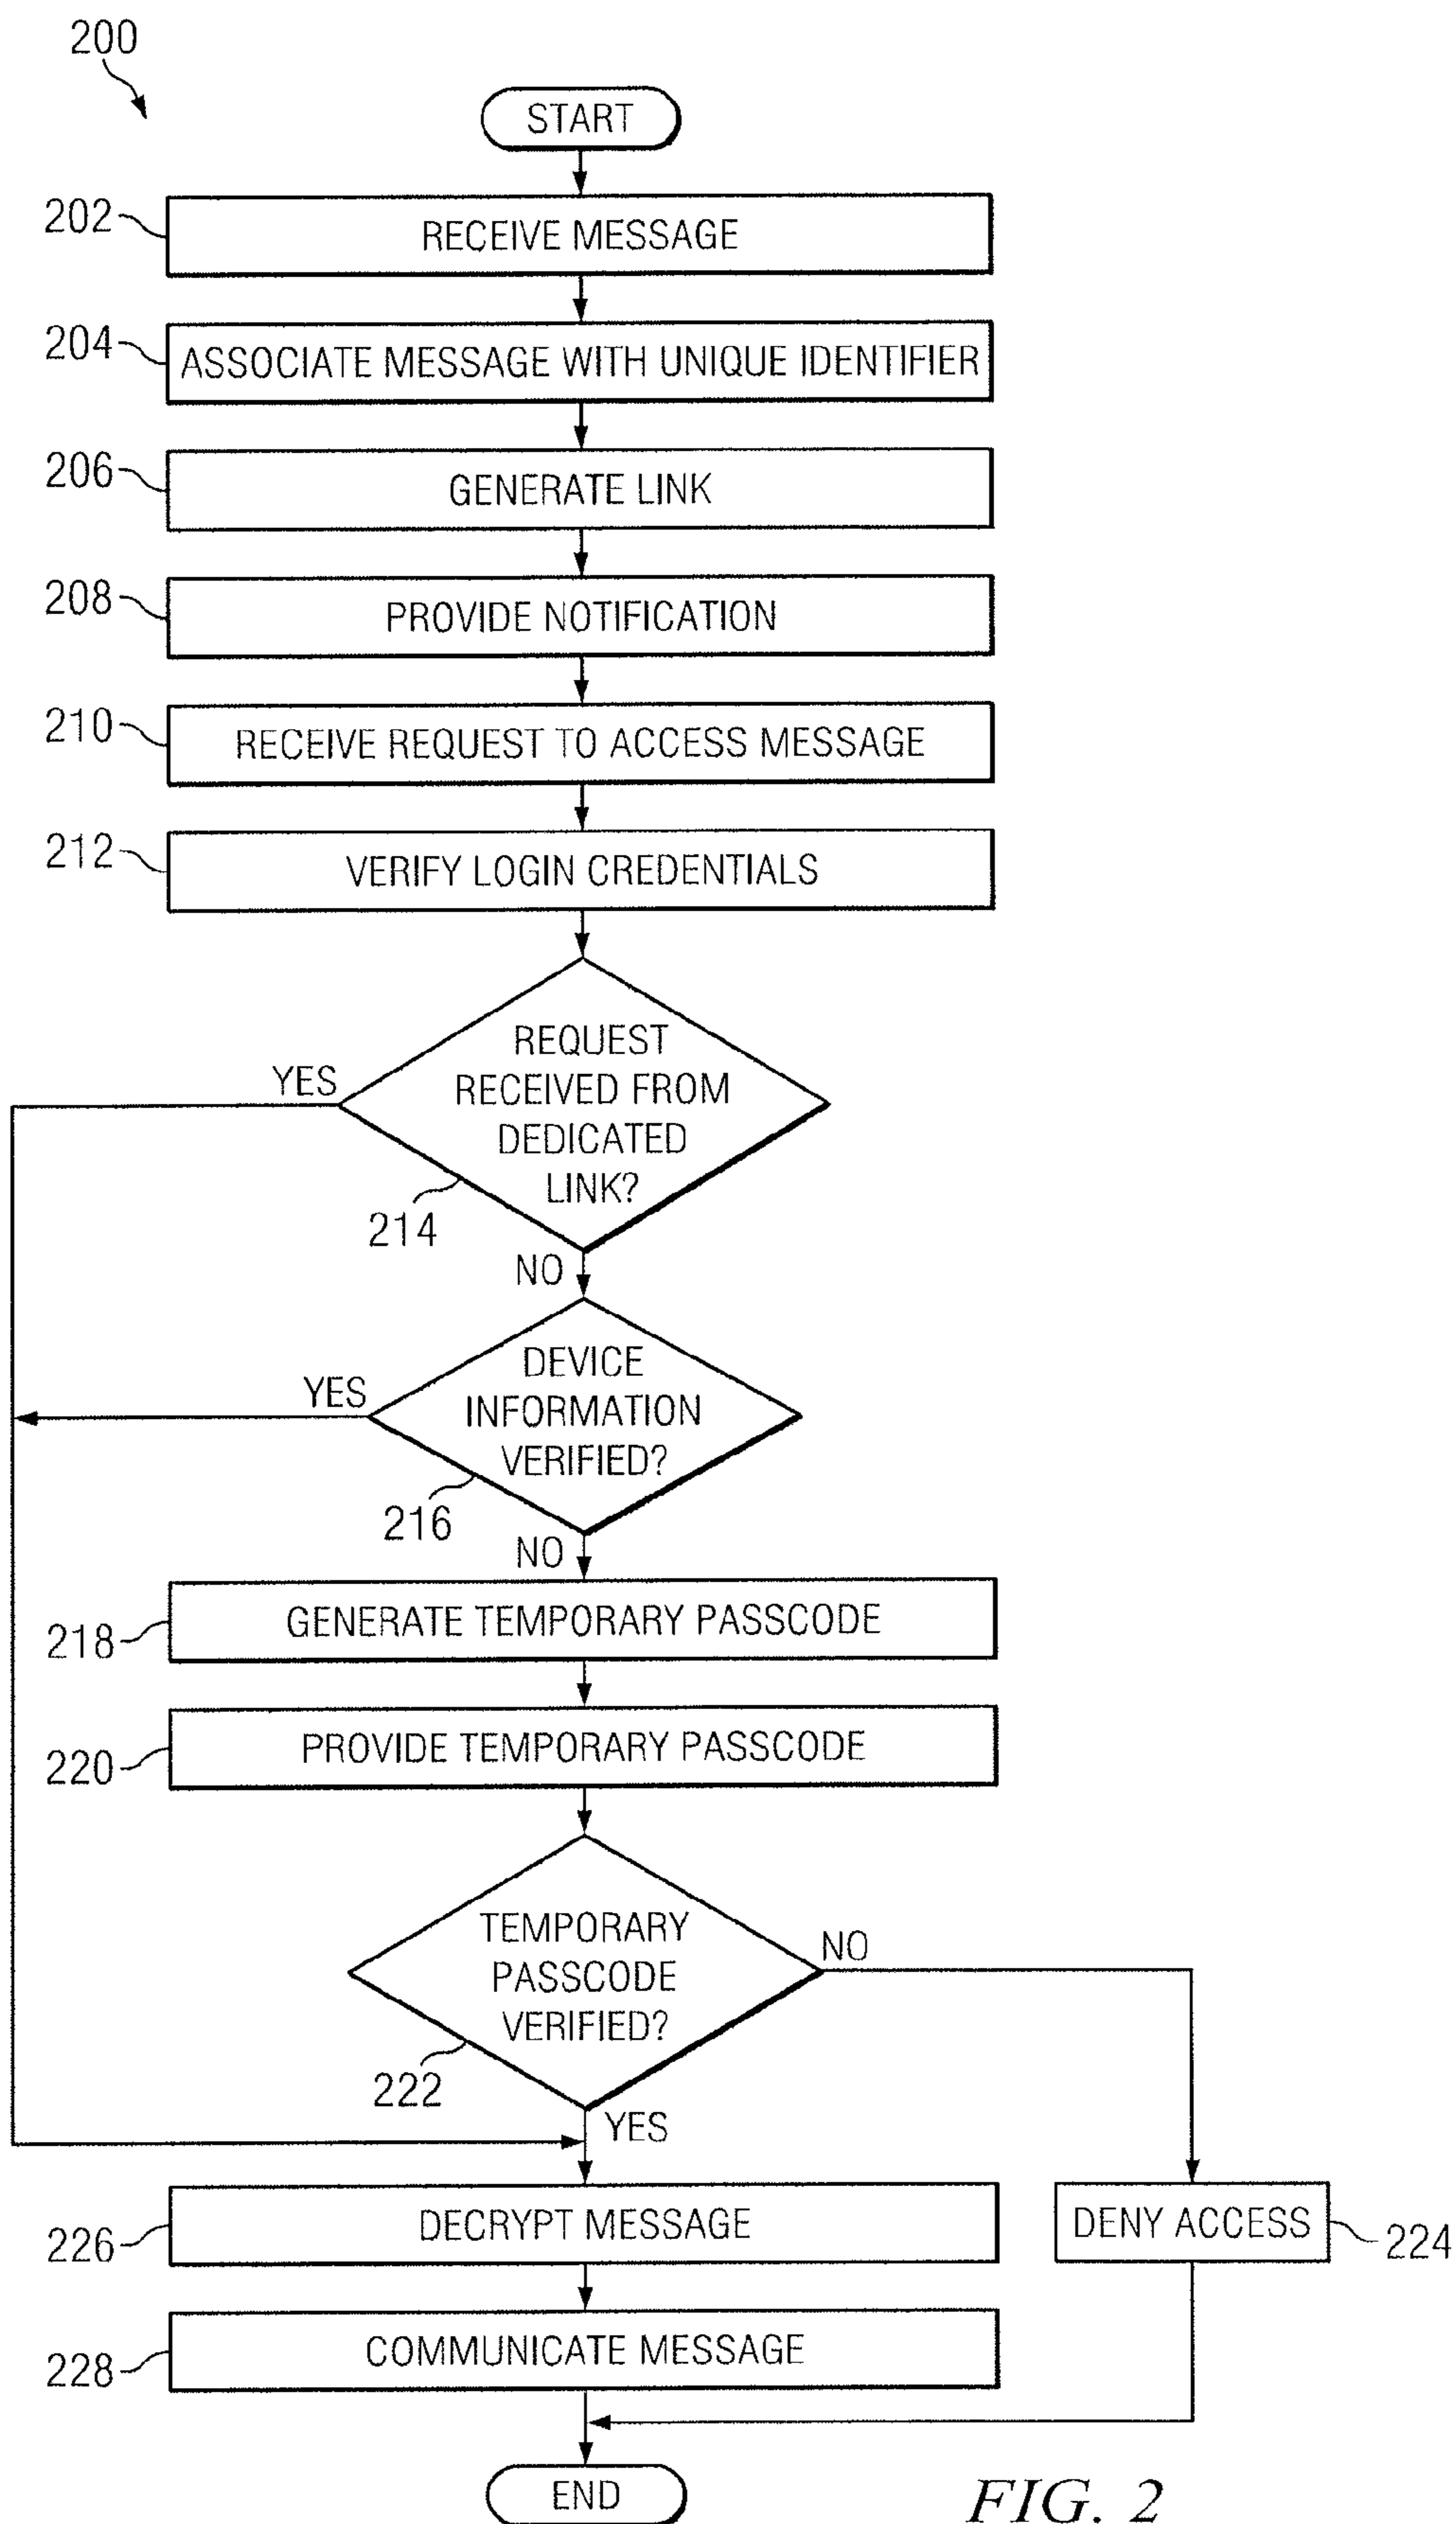 200
START
202
RECEIVE MESSAGE
204
ASSOCIATE MESSAGE WITH UNIQUE IDENTIFIER
206
GENERATE LINK
208
PROVIDE NOTIFICATION
210
RECEIVE REQUEST TO ACCESS MESSAGE
212
VERIFY LOGIN CREDENTIALS
REQUEST
RECEIVED FROM
DEDICATED
LINK?
YES
214
NO
DEVICE
INFORMATION
VERIFIED?
YES
216
NO
218
GENERATE TEMPORARY PASSCODE
220
PROVIDE TEMPORARY PASSCODE
TEMPORARY
PASSCODE
VERIFIED?
NO
222
YES
226
DECRYPT MESSAGE
DENY ACCESS
224
228
COMMUNICATE MESSAGE
END
FIG. 2